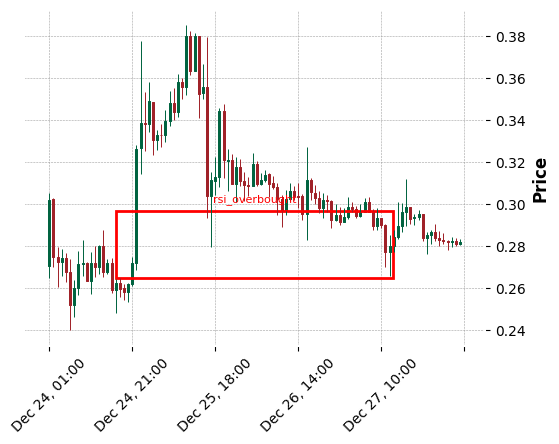 0.38
0.36
0.34
0.32
0.30
0.28
0.26
0.24
Price
rsi_overbought
Dec 24, 01:00
Dec 24, 21:00
Dec 25, 18:00
Dec 26, 14:00
Dec 27, 10:00